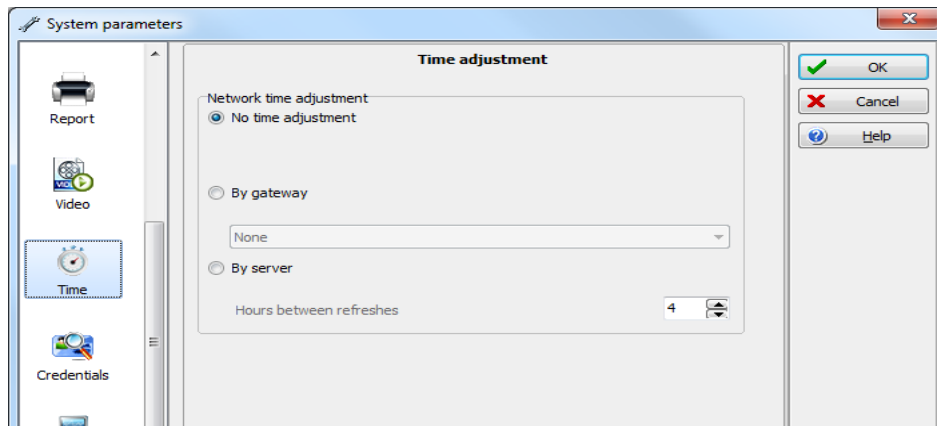 System parameters
Report
Video
Time
Credentials
Time adjustment
Network time adjustment
No time adjustment
By gateway
None
By server
Hours between refreshes 4
OK
Cancel
Help